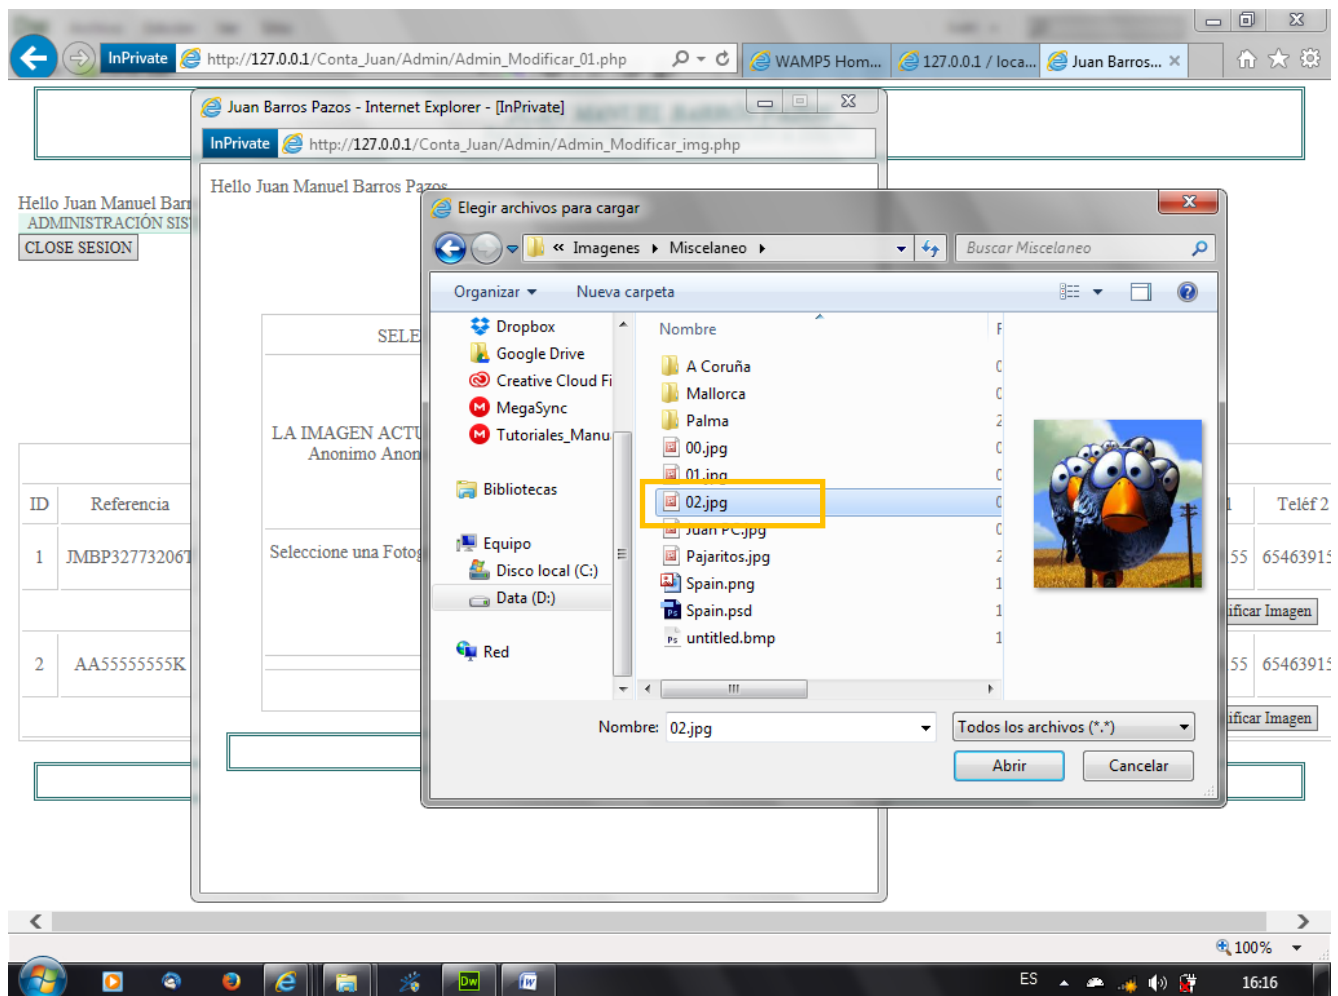 InPrivate http://127.0.0.1/Conta_Juan/Admin/Admin_Modificar_01.php
WAMP5 Hom...
127.0.0.1 / loca...
Juan Barros...
Juan Barros Pazos - Internet Explorer - [InPrivate]
InPrivate http://127.0.0.1/Conta_Juan/Admin/Admin_Modificar_img.php
Hello Juan Manuel Barros Pazos
Hello Juan Manuel Barr
ADMINISTRACIÓN SIS
CLOSE SESION
SELE
LA IMAGEN ACTU
Anonimo Anon
Seleccione una Fotog
ID Referencia
1 JMBP32773206T
2 AA55555555K
1 Teléf 2
55 65463915
ificar Imagen
55 65463915
ificar Imagen
Elegir archivos para cargar
« Imagenes Miscelaneo
Buscar Miscelaneo
Organizar Nueva carpeta
Dropbox
Google Drive
Creative Cloud Fi
MegaSync
Tutoriales_Manu
Bibliotecas
Equipo
Disco local (C:)
Data (D:)
Red
Nombre
A Coruña
Mallorca
Palma
00.jpg
01.jpg
02.jpg
Juan PC.jpg
Pajaritos.jpg
Spain.png
Spain.psd
untitled.bmp
Nombre: 02.jpg
Todos los archivos (*.*)
Abrir Cancelar
100%
Dw
ES
16:16